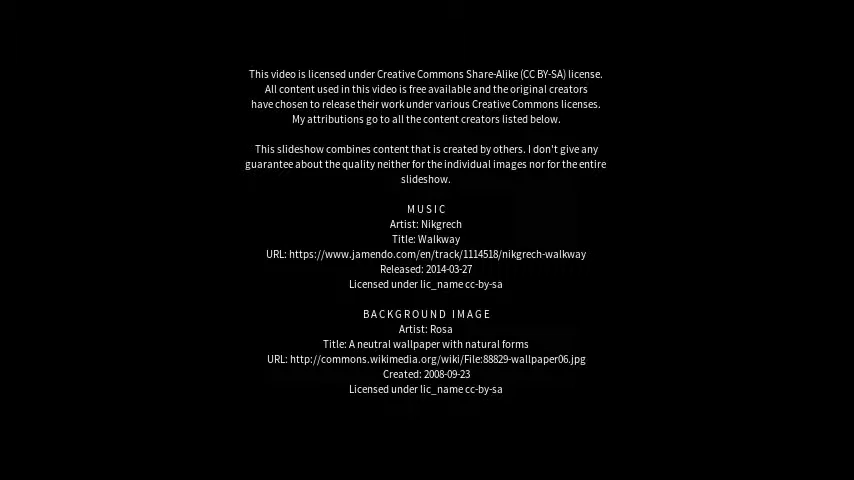 This video is licensed under Creative Commons Share-Alike (CC BY-SA) license.
All content used in this video is free available and the original creators
have chosen to release their work under various Creative Commons licenses.
My attributions go to all the content creators listed below.
This slideshow combines content that is created by others. I don't give any
guarantee about the quality neither for the individual images nor for the entire
slideshow.
MUSIC
Artist: Nikgrech
Title: Walkway
URL: https://www.jamendo.com/en/track/1114518/nikgrech-walkway
Released: 2014-03-27
Licensed under lic_name cc-by-sa
BACKGROUND IMAGE
Artist: Rosa
Title: A neutral wallpaper with natural forms
URL: http://commons.wikimedia.org/wiki/File:88829-wallpaper06.jpg
Created: 2008-09-23
Licensed under lic_name cc-by-sa